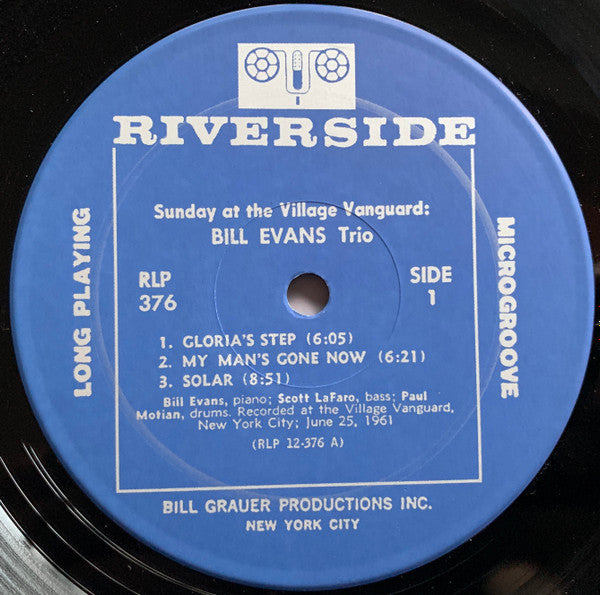 RIVERSIDE
Sunday at the Village Vanguard:
BILL EVANS Trio
LONG PLAYING
RLP
376
SIDE
1
MICROGROOVE
1. GLORIA'S STEP (6:05)
2. MY MAN'S GONE NOW (6:21)
3. SOLAR (8:51)
Bill Evans, piano; Scott LaFaro, bass; Paul
Motian, drums. Recorded at the Village Vanguard,
New York City; June 25, 1961
(RLP 12-376 A)
BILL GRAUER PRODUCTIONS INC.
NEW YORK CITY